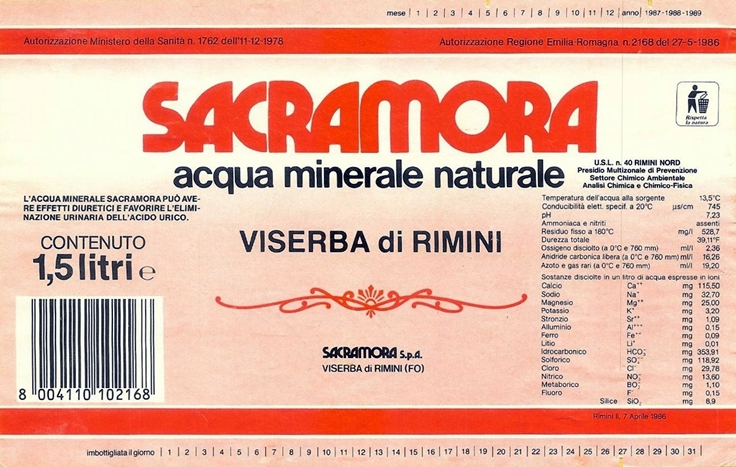 mese | 1 | 2 | 3 | 4 | 5 | 6 | 7 | 8 | 9 | 10 | 11 | 12 | anno | 1987-1988-1989
Autorizzazione Ministero della Sanità n. 1762 dell'11-12-1978
Autorizzazione Regione Emilia-Romagna n. 2168 del 27-5-1986
SACRAMORA
acqua minerale naturale
Rispetta
la natura
L'ACQUA MINERALE SACRAMORA PUÒ AVE-
RE EFFETTI DIURETICI E FAVORIRE L'ELIMI-
NAZIONE URINARIA DELL'ACIDO URICO.
CONTENUTO
1,5 litri e
8 004110 102168
VISERBA di RIMINI
SACRAMORA S.p.A.
VISERBA di RIMINI (FO)
U.S.L. n. 40 RIMINI NORD
Presidio Multizonale di Prevenzione
Settore Chimico Ambientale
Analisi Chimica e Chimico-Fisica
Temperatura dell'acqua alla sorgente 13,5°C
Conducibilità elett. specif. a 20°C µs/cm 745
pH 7,23
Ammoniaca e nitriti assenti
Residuo fisso a 180°C mg/l 528,7
Durezza totale 39,11°F
Ossigeno disciolto (a 0°C e 760 mm) ml/l 2,36
Anidride carbonica libera (a 0°C e 760 mm) ml/l 16,26
Azoto e gas rari (a 0°C e 760 mm) ml/l 19,20
Sostanze disciolte in un litro di acqua espresse in ioni
Calcio Ca++ mg 115,50
Sodio Na+ mg 32,70
Magnesio Mg++ mg 25,00
Potassio K+ mg 3,20
Stronzio Sr++ mg 1,09
Alluminio Al+++ mg 0,15
Ferro Fe++ mg 0,09
Litio Li+ mg 0,01
Idrocarbonico HCO3- mg 353,91
Solforico SO4-- mg 118,92
Cloro Cl- mg 29,78
Nitrico NO3- mg 13,60
Metaborico BO2- mg 1,10
Fluoro F- mg 0,15
Silice SiO2 mg 8,9
Rimini lì, 7 Aprile 1986
imbottigliata il giorno | 1 | 2 | 3 | 4 | 5 | 6 | 7 | 8 | 9 | 10 | 11 | 12 | 13 | 14 | 15 | 16 | 17 | 18 | 19 | 20 | 21 | 22 | 23 | 24 | 25 | 26 | 27 | 28 | 29 | 30 | 31 |